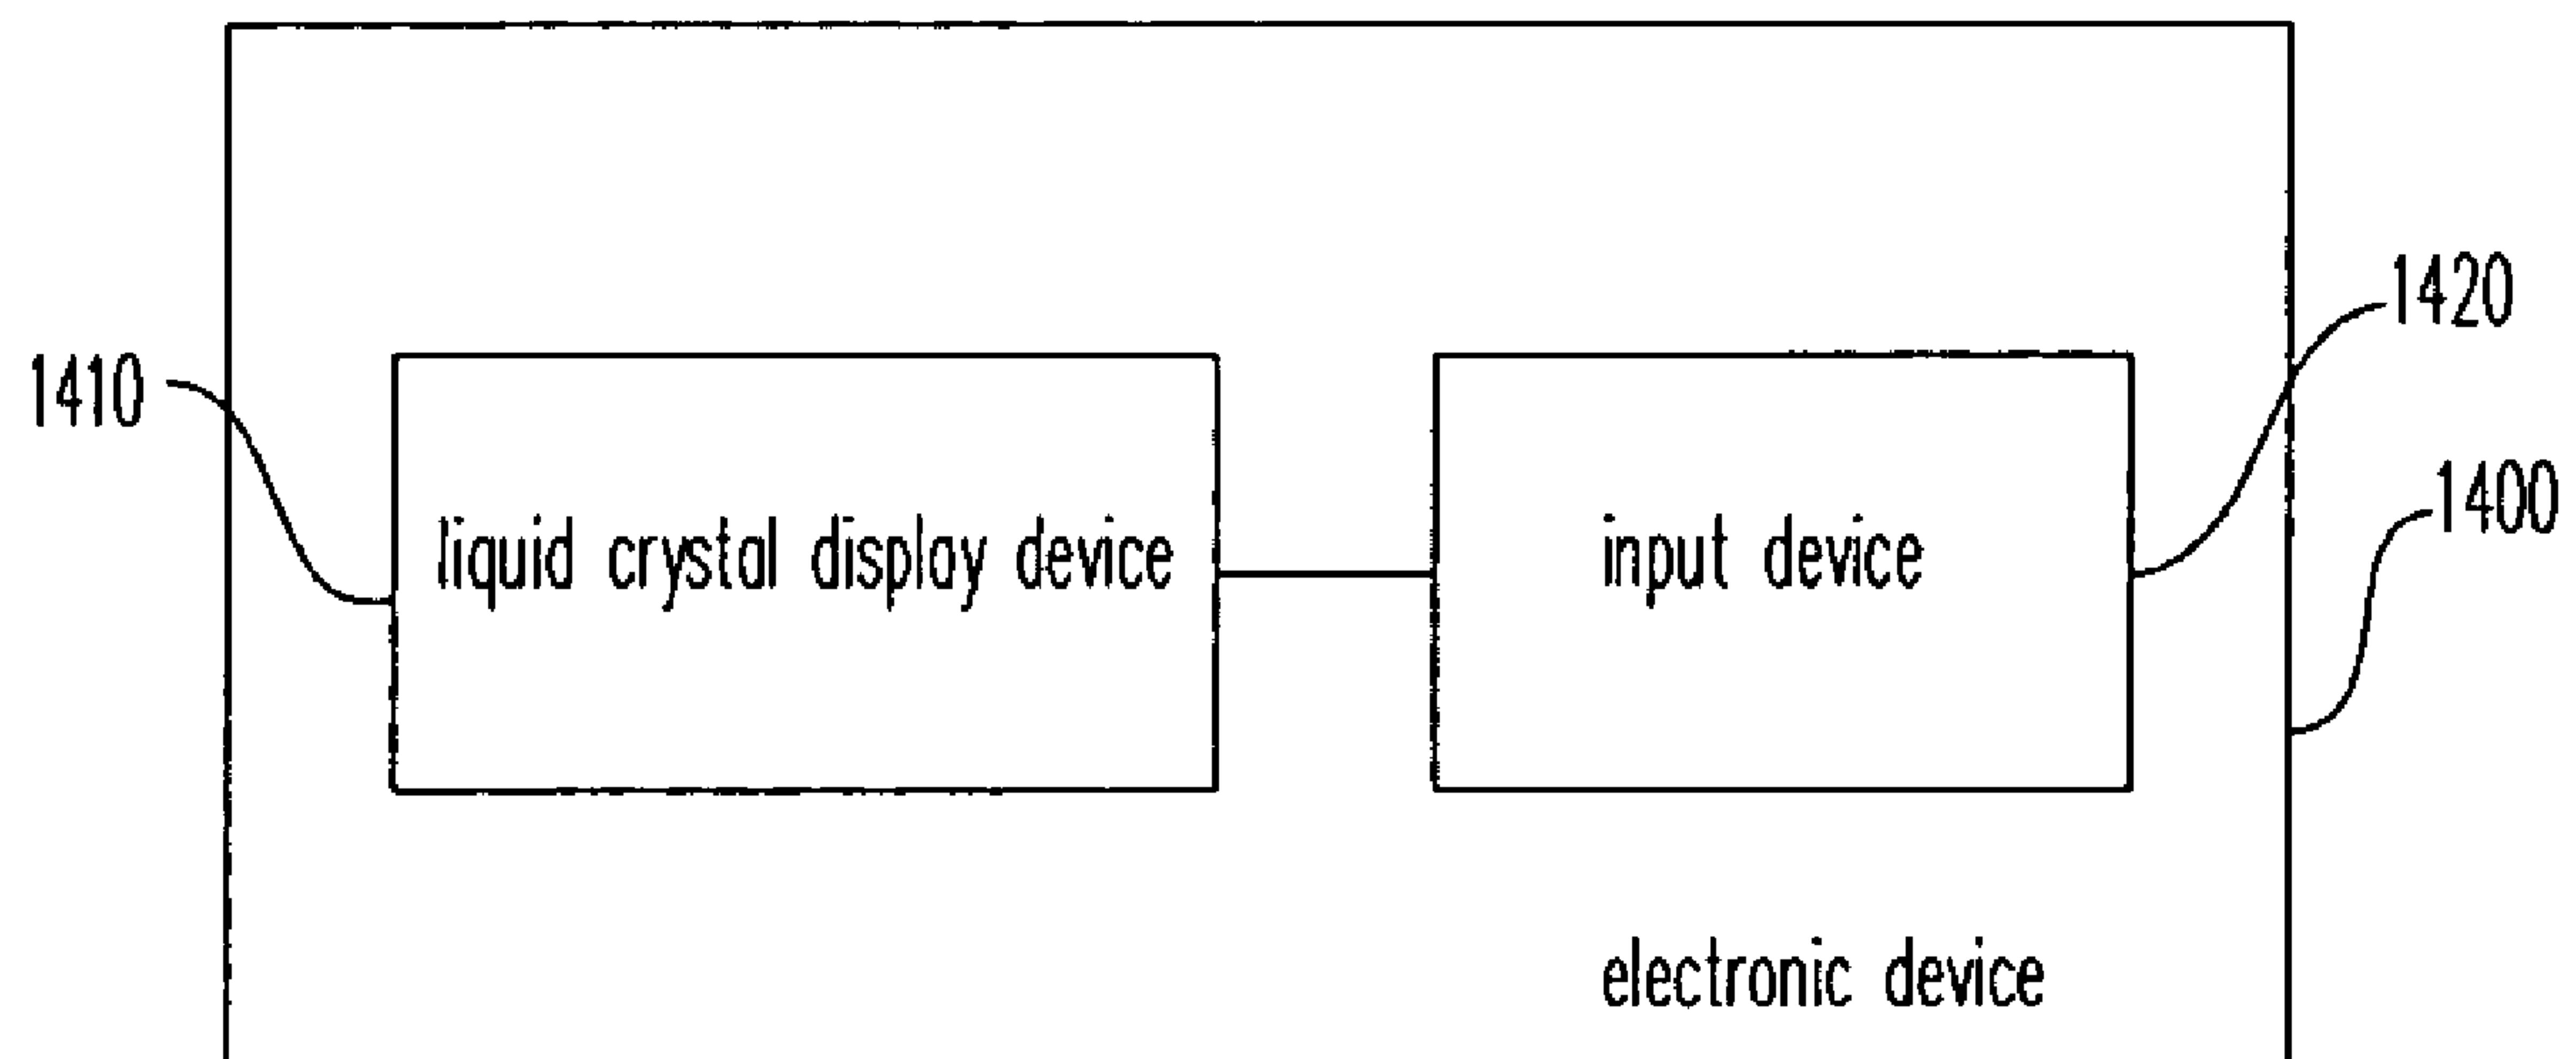 1420
1410
1400
liquid crystal display device
input device
electronic device